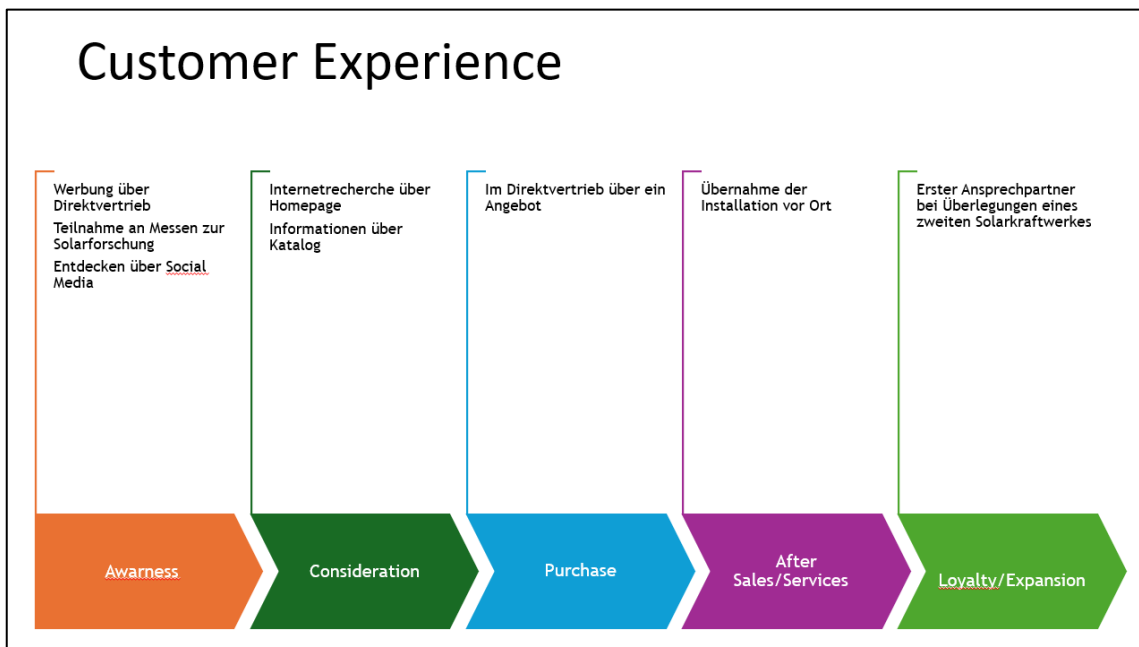 Customer Experience
Werbung über
Direktvertrieb
Teilnahme an Messen zur
Solarforschung
Entdecken über Social
Media
Internetrecherche über
Homepage
Informationen über
Katalog
Im Direktvertrieb über ein
Angebot
Übernahme der
Installation vor Ort
Erster Ansprechpartner
bei Überlegungen eines
zweiten Solarkraftwerkes
Awarness
Consideration
Purchase
After
Sales/Services
Loyalty/Expansion